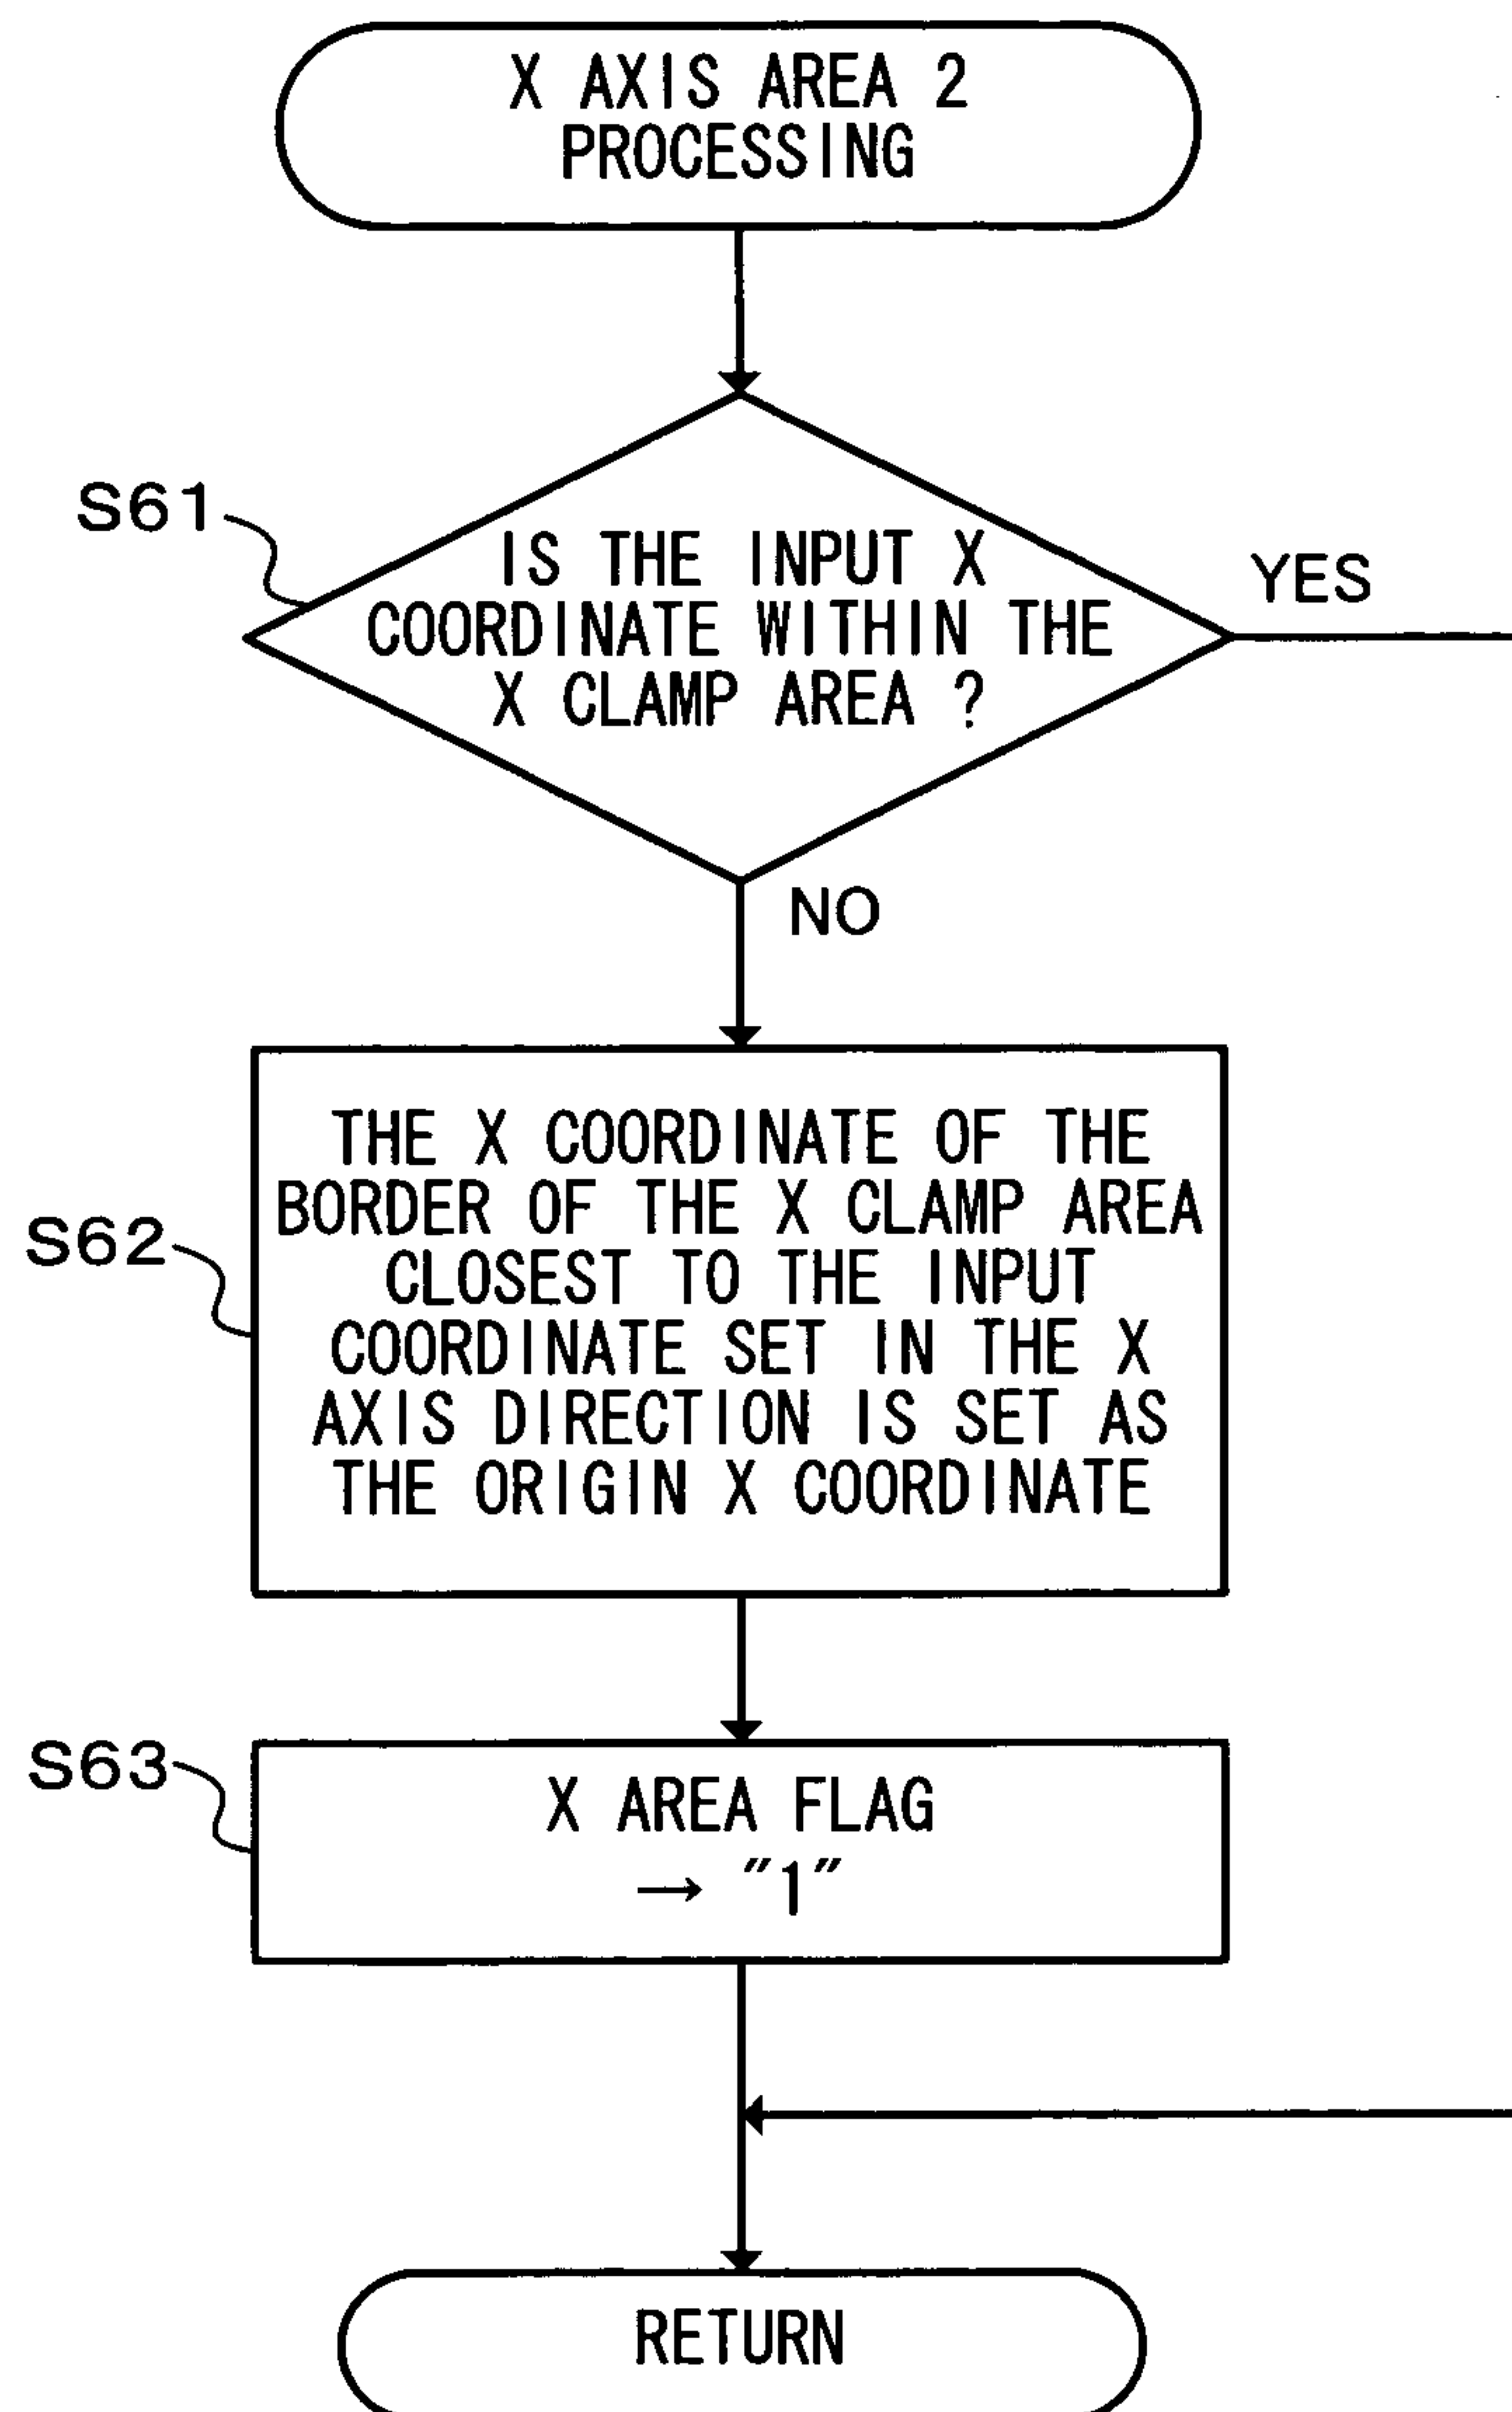 X AXIS AREA 2
PROCESSING
S61
IS THE INPUT X
COORDINATE WITHIN THE
X CLAMP AREA ?
YES
NO
S62
THE X COORDINATE OF THE
BORDER OF THE X CLAMP AREA
CLOSEST TO THE INPUT
COORDINATE SET IN THE X
AXIS DIRECTION IS SET AS
THE ORIGIN X COORDINATE
S63
X AREA FLAG
→ "1"
RETURN